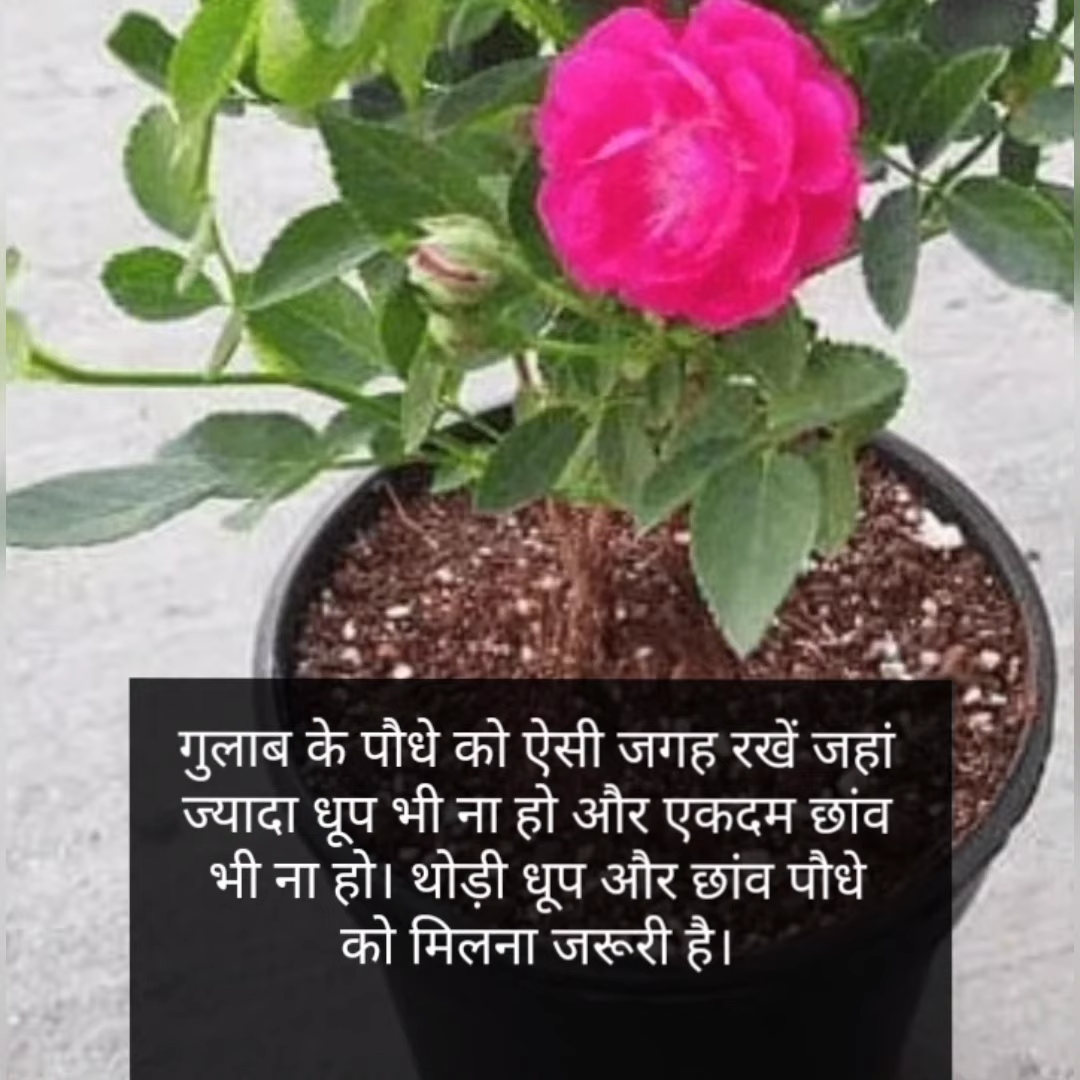 गुलाब के पौधे को ऐसी जगह रखें जहां
ज्यादा धूप भी ना हो और एकदम छांव
भी ना हो। थोड़ी धूप और छांव पौधे
को मिलना जरूरी है।